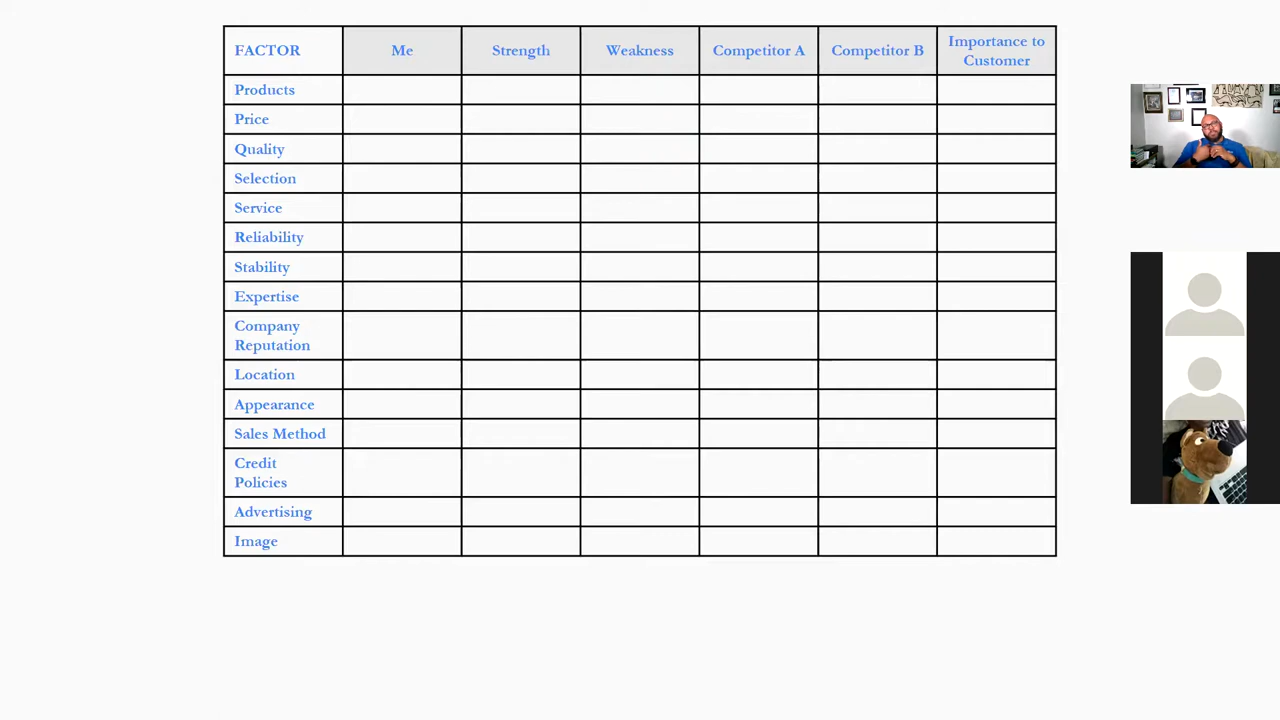 FACTOR
Me
Strength
Weakness
Competitor A
Competitor B
Importance to
Customer
Products
Price
Quality
Selection
Service
Reliability
Stability
Expertise
Company
Reputation
Location
Appearance
Sales Method
Credit
Policies
Advertising
Image